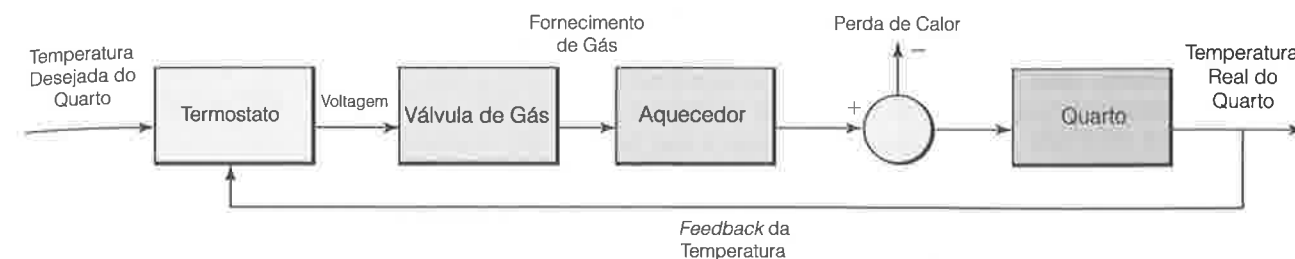 Temperatura
Desejada do
Quarto
Termostato
Voltagem
Válvula de Gás
Fornecimento
de Gás
Aquecedor
Perda de Calor
−
+
Quarto
Temperatura
Real do
Quarto
Feedback da
Temperatura